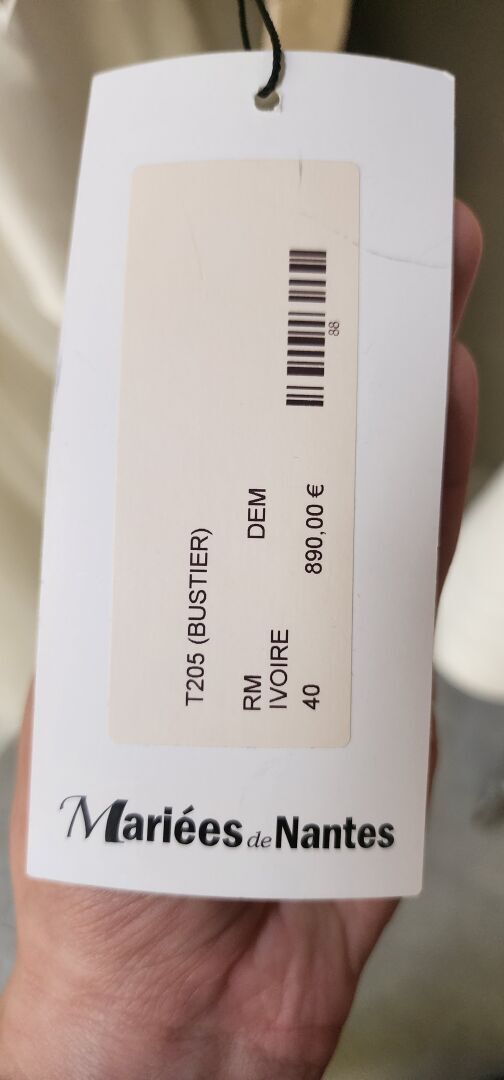 T205 (BUSTIER)
RM DEM
IVOIRE
40 890,00 €
88
Mariées de Nantes